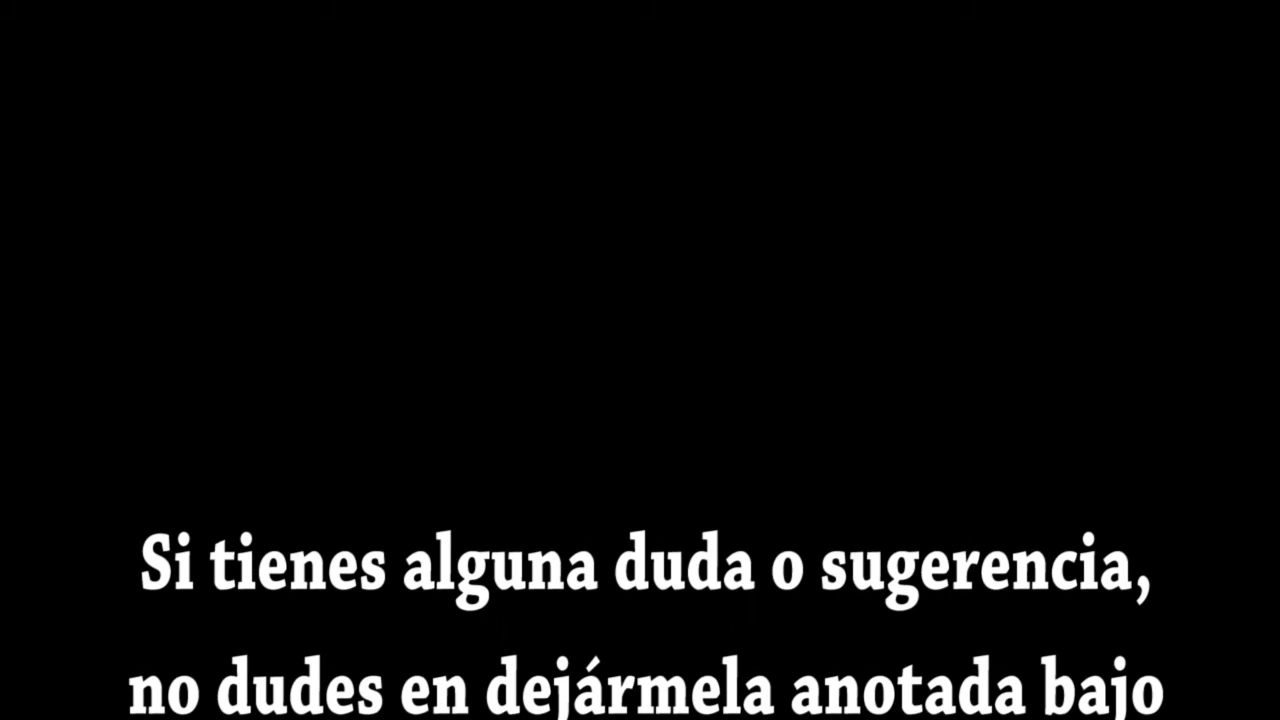 Si tienes alguna duda o sugerencia,
no dudes en dejármela anotada bajo